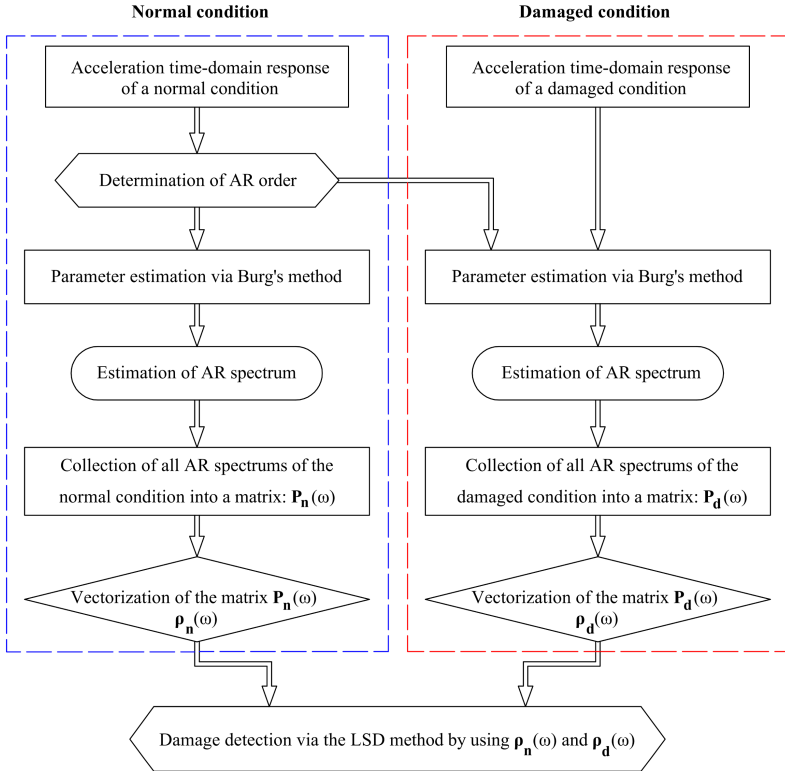 Normal condition
Acceleration time-domain response
of a normal condition
Determination of AR order
Parameter estimation via Burg's method
Estimation of AR spectrum
Collection of all AR spectrums of the
normal condition into a matrix: Pn(ω)
Vectorization of the matrix Pn(ω)
ρn(ω)
Damaged condition
Acceleration time-domain response
of a damaged condition
Parameter estimation via Burg's method
Estimation of AR spectrum
Collection of all AR spectrums of the
damaged condition into a matrix: Pd(ω)
Vectorization of the matrix Pd(ω)
ρd(ω)
Damage detection via the LSD method by using ρn(ω) and ρd(ω)